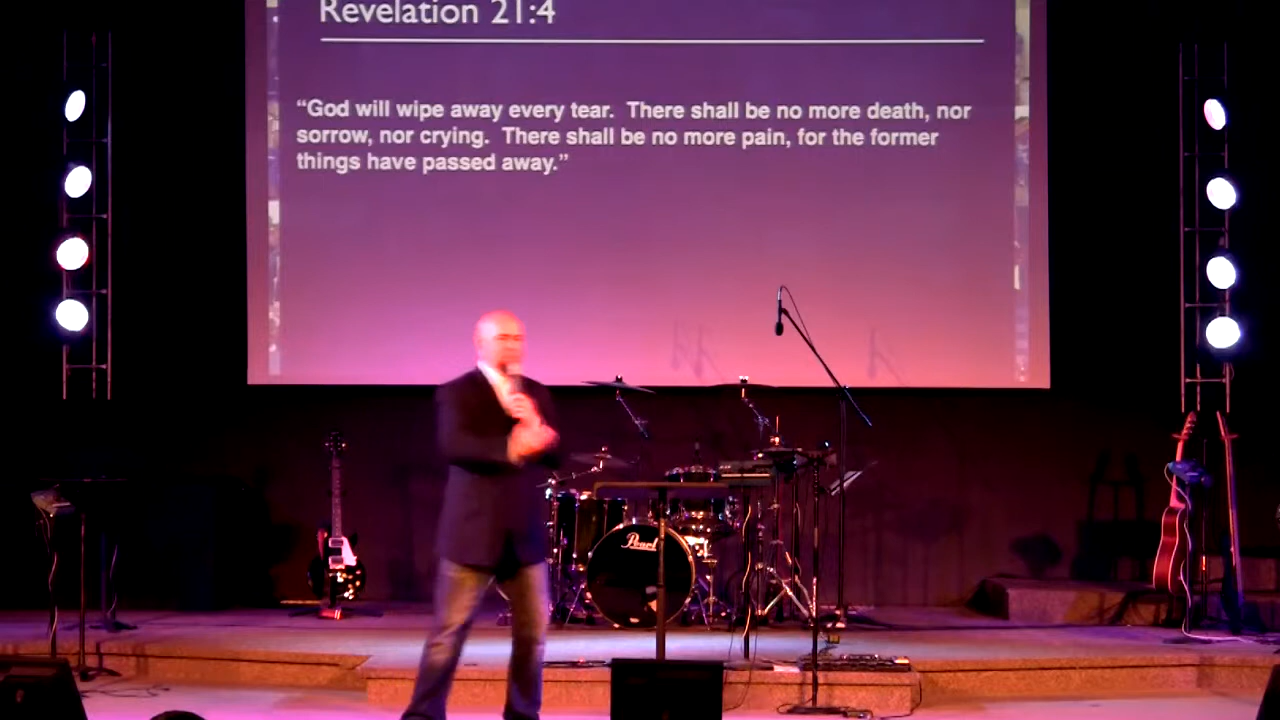 Revelation 21:4
“God will wipe away every tear.  There shall be no more death, nor
sorrow, nor crying.  There shall be no more pain, for the former
things have passed away.”
Pearl